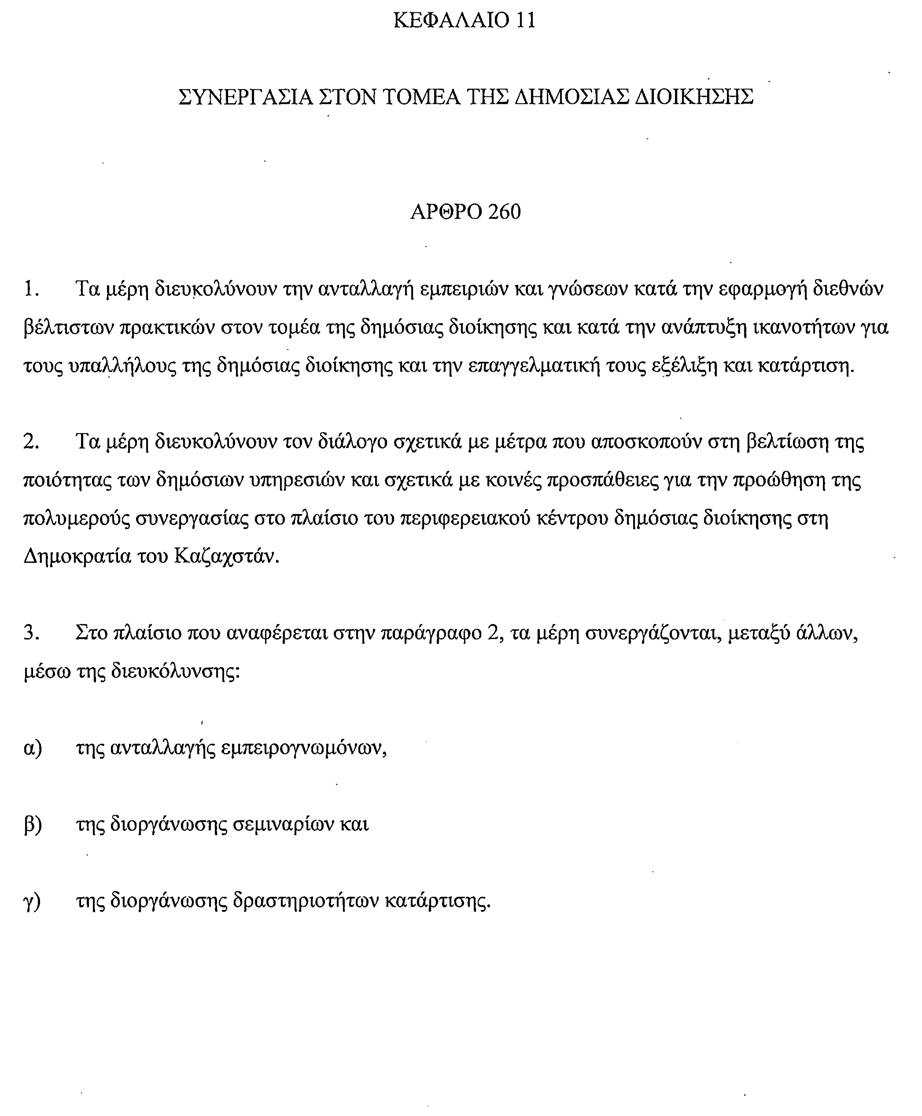 ΚΕΦΑΛΑΙΟ 11
ΣΥΝΕΡΓΑΣΙΑ ΣΤΟΝ ΤΟΜΕΑ ΤΗΣ ΔΗΜΟΣΙΑΣ ΔΙΟΙΚΗΣΗΣ
ΑΡΘΡΟ 260
1. Τα μέρη διευκολύνουν την ανταλλαγή εμπειριών και γνώσεων κατά την εφαρμογή διεθνών
βέλτιστων πρακτικών στον τομέα της δημόσιας διοίκησης και κατά την ανάπτυξη ικανοτήτων για
τους υπαλλήλους της δημόσιας διοίκησης και την επαγγελματική τους εξέλιξη και κατάρτιση.
2. Τα μέρη διευκολύνουν τον διάλογο σχετικά με μέτρα που αποσκοπούν στη βελτίωση της
ποιότητας των δημόσιων υπηρεσιών και σχετικά με κοινές προσπάθειες για την προώθηση της
πολυμερούς συνεργασίας στο πλαίσιο του περιφερειακού κέντρου δημόσιας διοίκησης στη
Δημοκρατία του Καζαχστάν.
3. Στο πλαίσιο που αναφέρεται στην παράγραφο 2, τα μέρη συνεργάζονται, μεταξύ άλλων,
μέσω της διευκόλυνσης:
α) της ανταλλαγής εμπειρογνωμόνων,
β) της διοργάνωσης σεμιναρίων και
γ) της διοργάνωσης δραστηριοτήτων κατάρτισης.